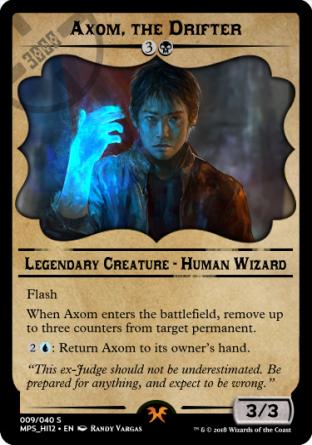 Axom, the Drifter
3
Legendary Creature - Human Wizard
Flash
When Axom enters the battlefield, remove up
to three counters from target permanent.
2 : Return Axom to its owner's hand.
"This ex-Judge should not be underestimated. Be
prepared for anything, and expect to be wrong."
3/3
009/040 S
MPS_HI12 • EN Randy Vargas
™ & © 2018 Wizards of the Coast